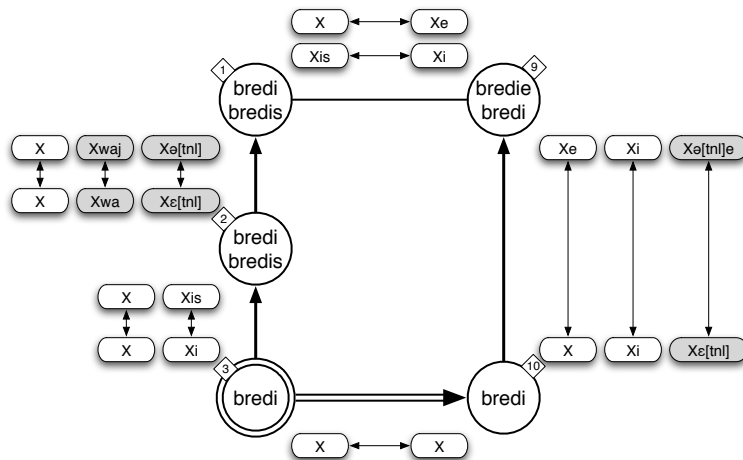 X Xe
Xis Xi
1
bredi
bredis
9
bredie
bredi
X Xwaj Xə[tnl]
X Xwa Xɛ[tnl]
Xe Xi Xə[tnl]e
2
bredi
bredis
X Xis
X Xi
X Xi Xɛ[tnl]
3
bredi
10
bredi
X X